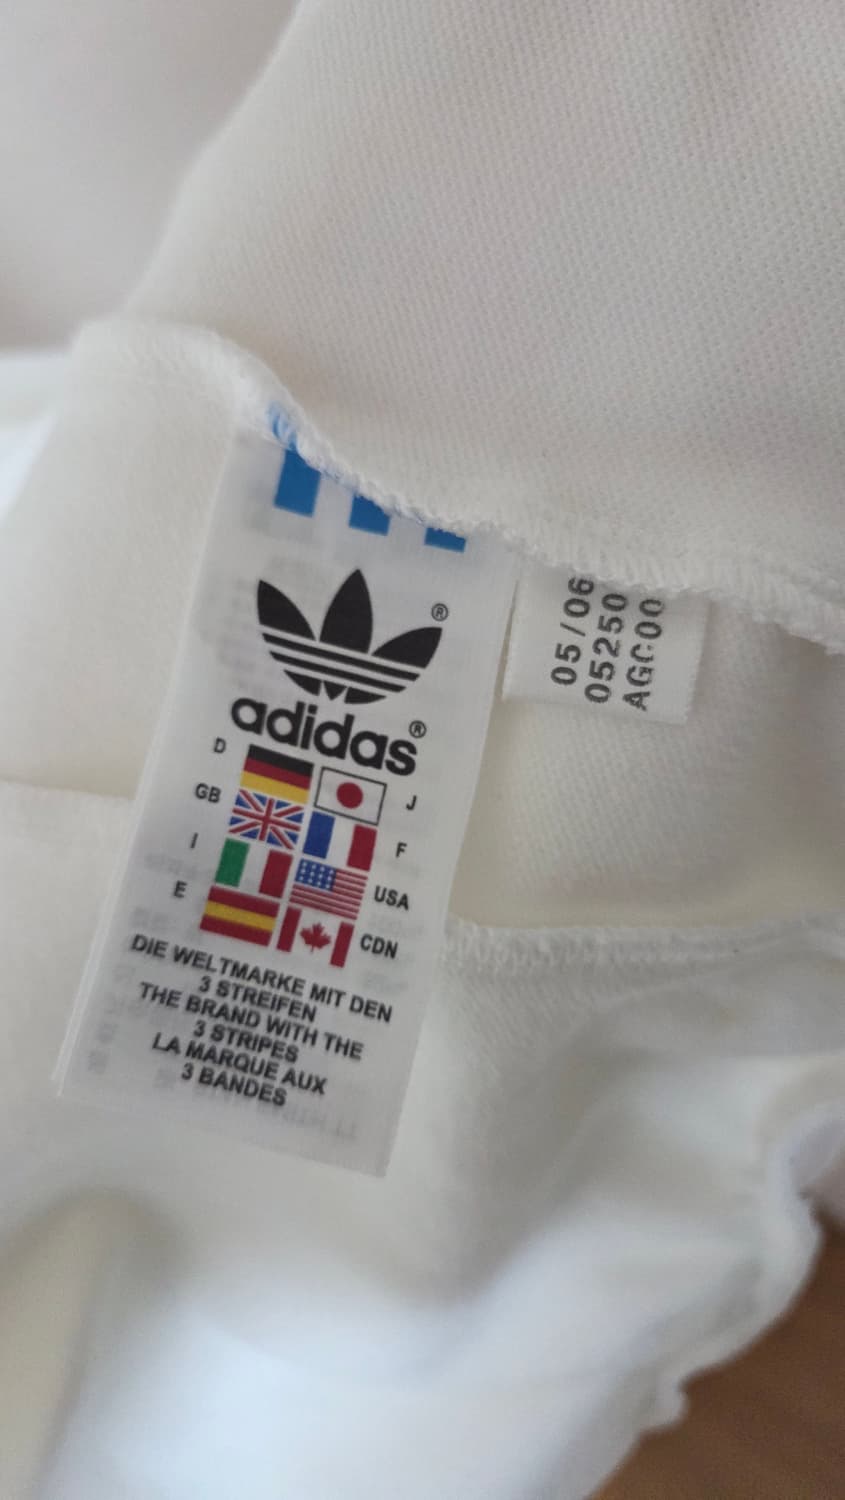 ®
adidas®
D
J
GB
F
I
USA
E
CDN
DIE WELTMARKE MIT DEN
3 STREIFEN
THE BRAND WITH THE
3 STRIPES
LA MARQUE AUX
3 BANDES
05/06
05250
AGC00